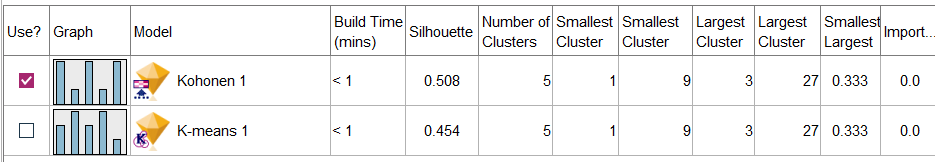 Use? Graph Model Build Time (mins) Silhouette Number of Clusters Smallest Cluster Smallest Cluster Largest Cluster Largest Cluster Smallest Largest Import...
Kohonen 1 < 1 0.508 5 1 9 3 27 0.333 0.0
K-means 1 < 1 0.454 5 1 9 3 27 0.333 0.0